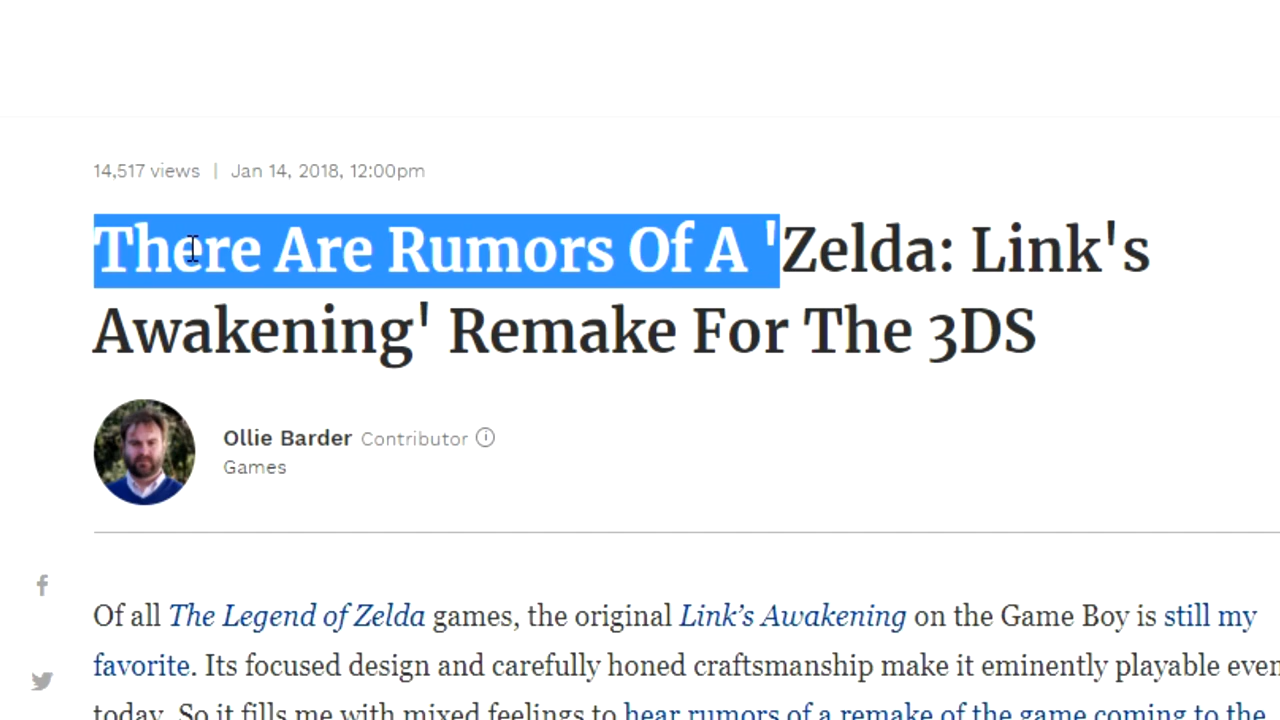 14,517 views | Jan 14, 2018, 12:00pm
There Are Rumors Of A 'Zelda: Link's
Awakening' Remake For The 3DS
Ollie Barder Contributor
Games
Of all The Legend of Zelda games, the original Link’s Awakening on the Game Boy is still my
favorite. Its focused design and carefully honed craftsmanship make it eminently playable even
today. So it fills me with mixed feelings to hear rumors of a remake of the game coming to the